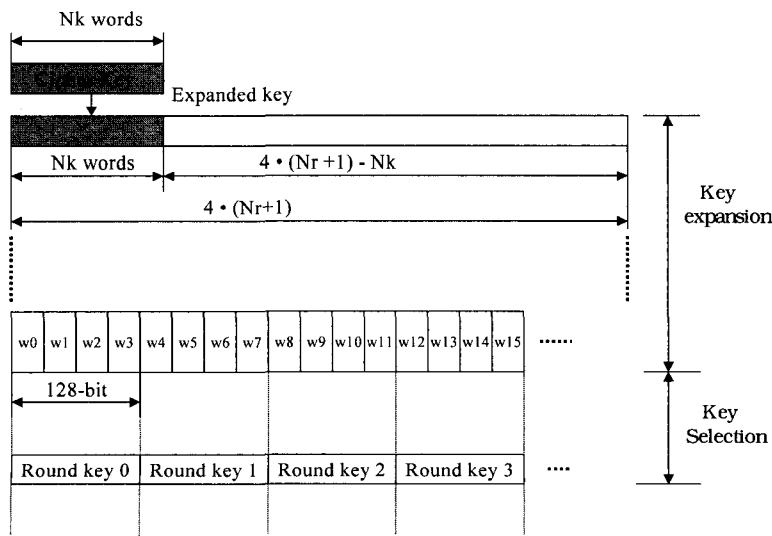 Nk words
Expanded key
Nk words
4 • (Nr +1) - Nk
4 • (Nr+1)
Key
expansion
w0 w1 w2 w3 w4 w5 w6 w7 w8 w9 w10 w11 w12 w13 w14 w15 ......
128-bit
Key
Selection
Round key 0 Round key 1 Round key 2 Round key 3 ....